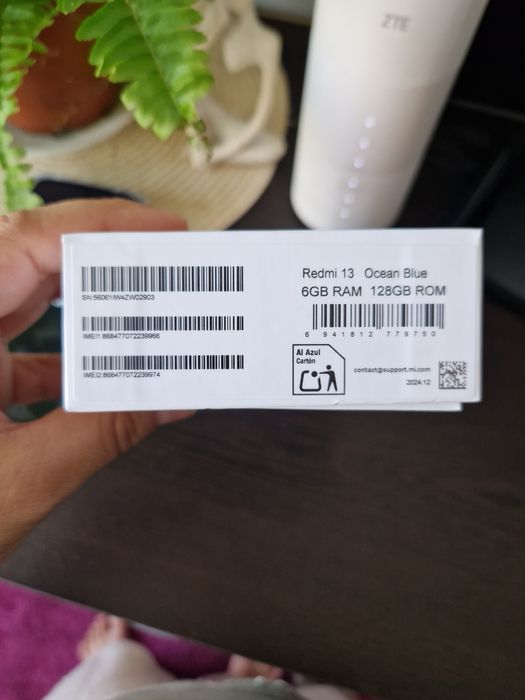 ZTE
SN:56061/W4ZW02903
IMEI1:868477072239966
IMEI2:868477072239974
Redmi 13 Ocean Blue
6GB RAM 128GB ROM
6 941812 779750
Al Azul
Cartón
contact@support.mi.com
2024.12